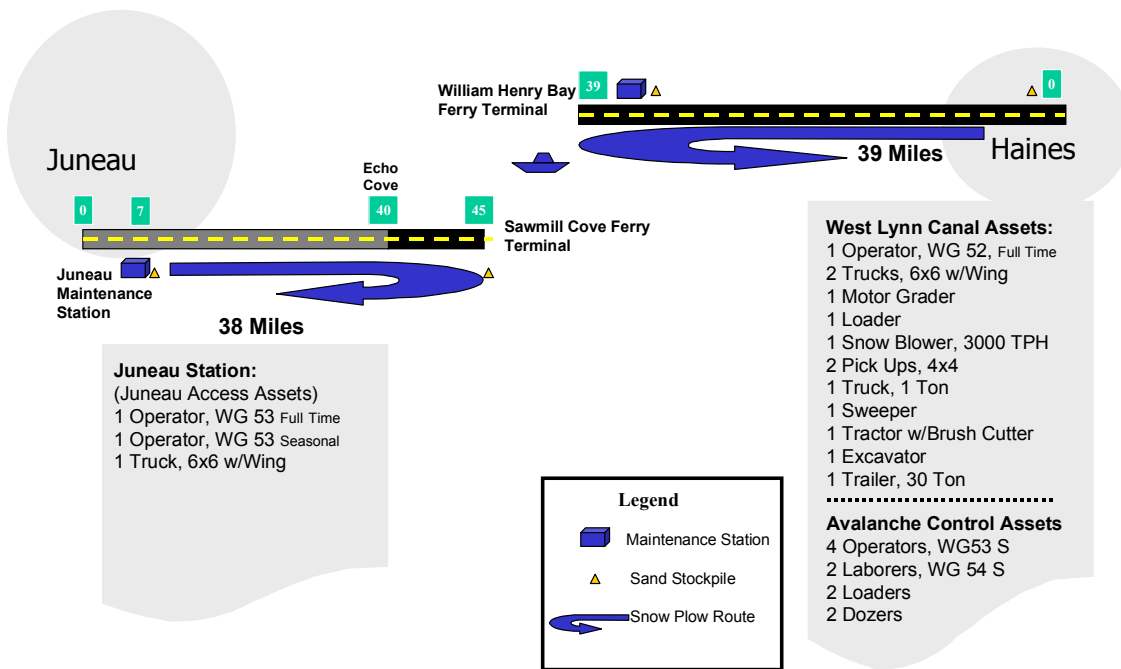 William Henry Bay
Ferry Terminal
39
0
39 Miles
Haines
Juneau
Echo
Cove
0
7
40
45
Sawmill Cove Ferry
Terminal
Juneau
Maintenance
Station
38 Miles
Juneau Station:
(Juneau Access Assets)
1 Operator, WG 53 Full Time
1 Operator, WG 53 Seasonal
1 Truck, 6x6 w/Wing
West Lynn Canal Assets:
1 Operator, WG 52, Full Time
2 Trucks, 6x6 w/Wing
1 Motor Grader
1 Loader
1 Snow Blower, 3000 TPH
2 Pick Ups, 4x4
1 Truck, 1 Ton
1 Sweeper
1 Tractor w/Brush Cutter
1 Excavator
1 Trailer, 30 Ton
Avalanche Control Assets
4 Operators, WG53 S
2 Laborers, WG 54 S
2 Loaders
2 Dozers
Legend
Maintenance Station
Sand Stockpile
Snow Plow Route